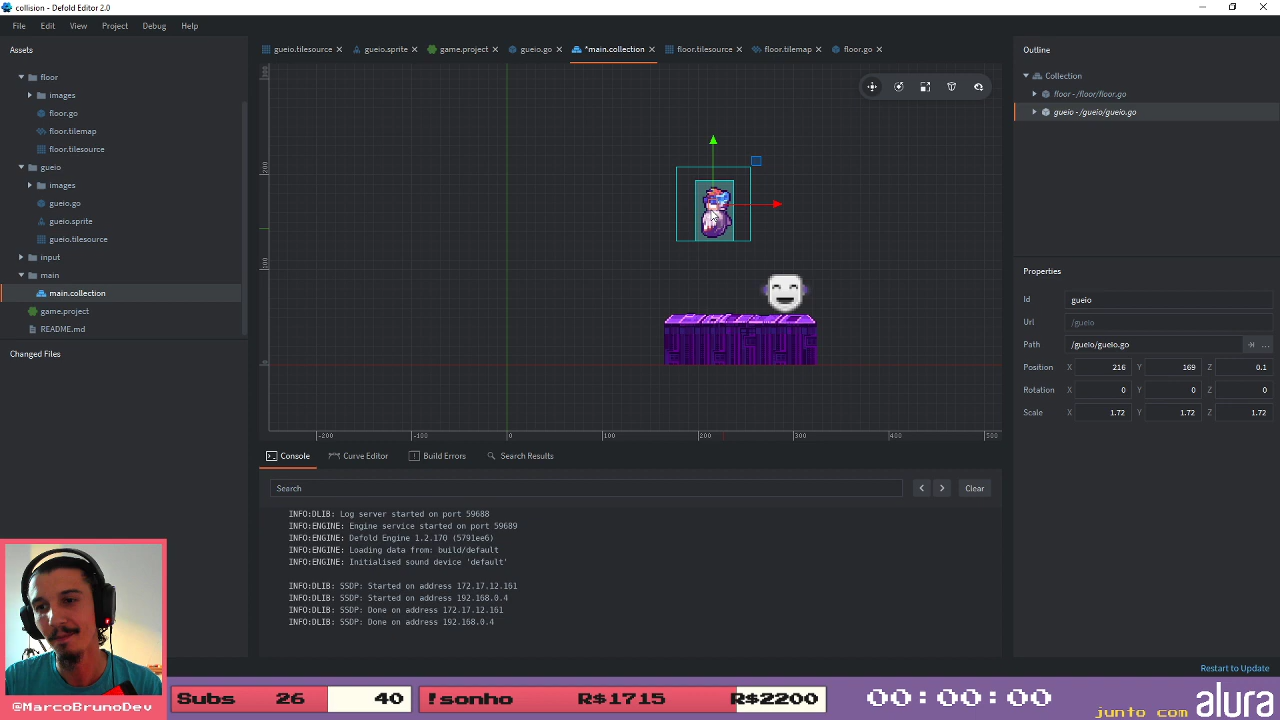 collision - Defold Editor 2.0
File Edit View Project Debug Help
Assets
floor
images
floor.go
floor.tilemap
floor.tilesource
gueio
images
gueio.go
gueio.sprite
gueio.tilesource
input
main
main.collection
game.project
README.md
Changed Files
gueio.tilesource gueio.sprite game.project gueio.go *main.collection floor.tilesource floor.tilemap floor.go
300
200
100
0
-200 -100 0 100 200 300 400 500
Outline
Collection
floor - /floor/floor.go
gueio - /gueio/gueio.go
Properties
Id gueio
Url /gueio
Path /gueio/gueio.go ...
Position X 216 Y 169 Z 0.1
Rotation X 0 Y 0 Z 0
Scale X 1.72 Y 1.72 Z 1.72
Console Curve Editor Build Errors Search Results
Search Clear
INFO:DLIB: Log server started on port 59688
INFO:ENGINE: Engine service started on port 59689
INFO:ENGINE: Defold Engine 1.2.170 (5791ee6)
INFO:ENGINE: Loading data from: build/default
INFO:ENGINE: Initialised sound device 'default'
INFO:DLIB: SSDP: Started on address 172.17.12.161
INFO:DLIB: SSDP: Started on address 192.168.0.4
INFO:DLIB: SSDP: Done on address 172.17.12.161
INFO:DLIB: SSDP: Done on address 192.168.0.4
Restart to Update
@MarcoBrunoDev
Subs 26 40 !sonho R$1715 R$2200 00:00:00:00
junto com alura